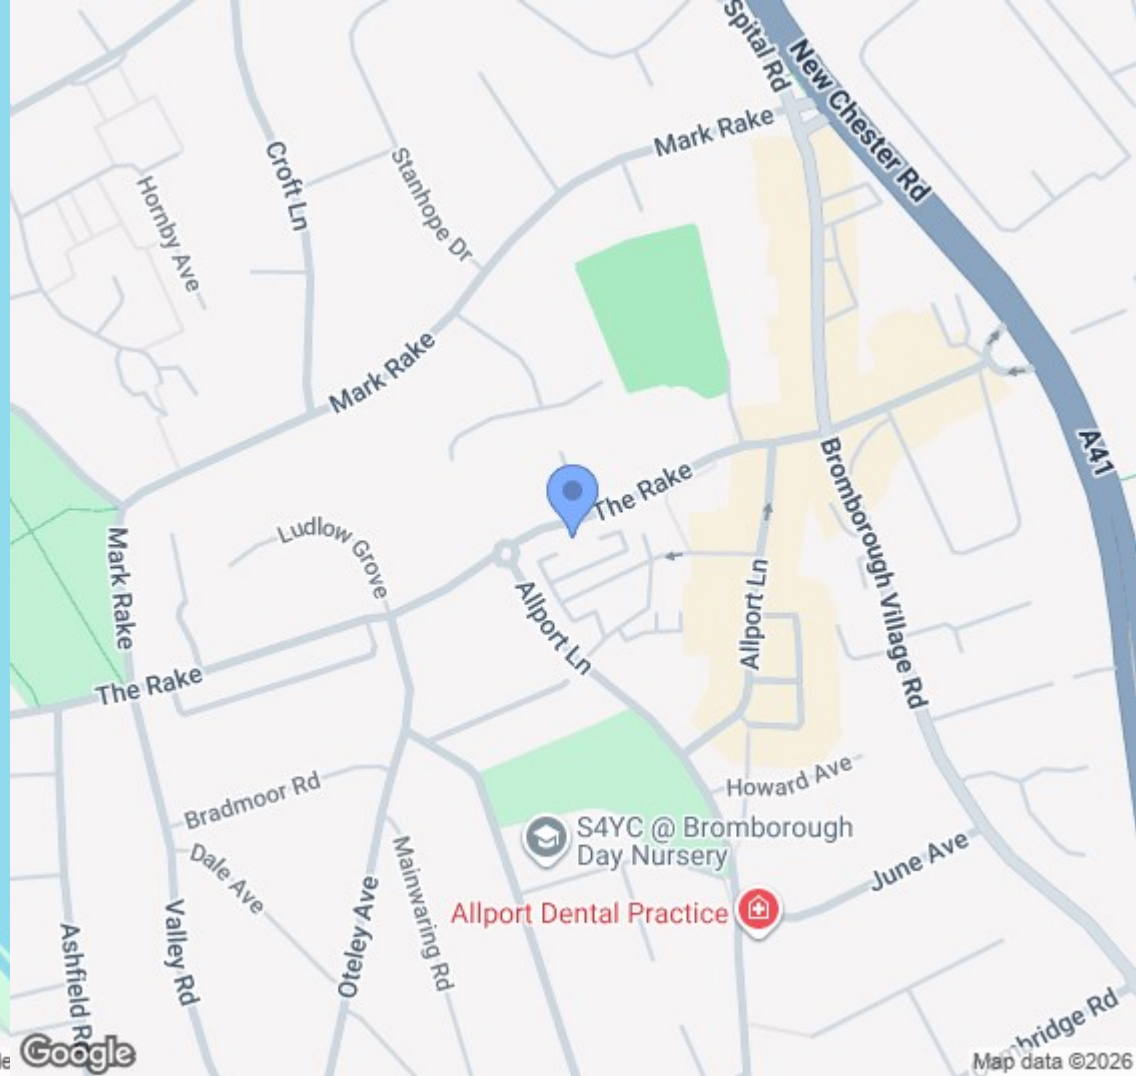 Spital Rd
New Chester Rd
Mark Rake
Croft Ln
Stanhope Dr
Hornby Ave
Mark Rake
A41
The Rake
Bromborough Village Rd
Ludlow Grove
Mark Rake
Allport Ln
Allport Ln
The Rake
Howard Ave
Bradmoor Rd
S4YC @ Bromborough
Day Nursery
Dale Ave
Mainwaring Rd
June Ave
Allport Dental Practice
Oteley Ave
Valley Rd
Ashfield R
Google
Map data ©2026